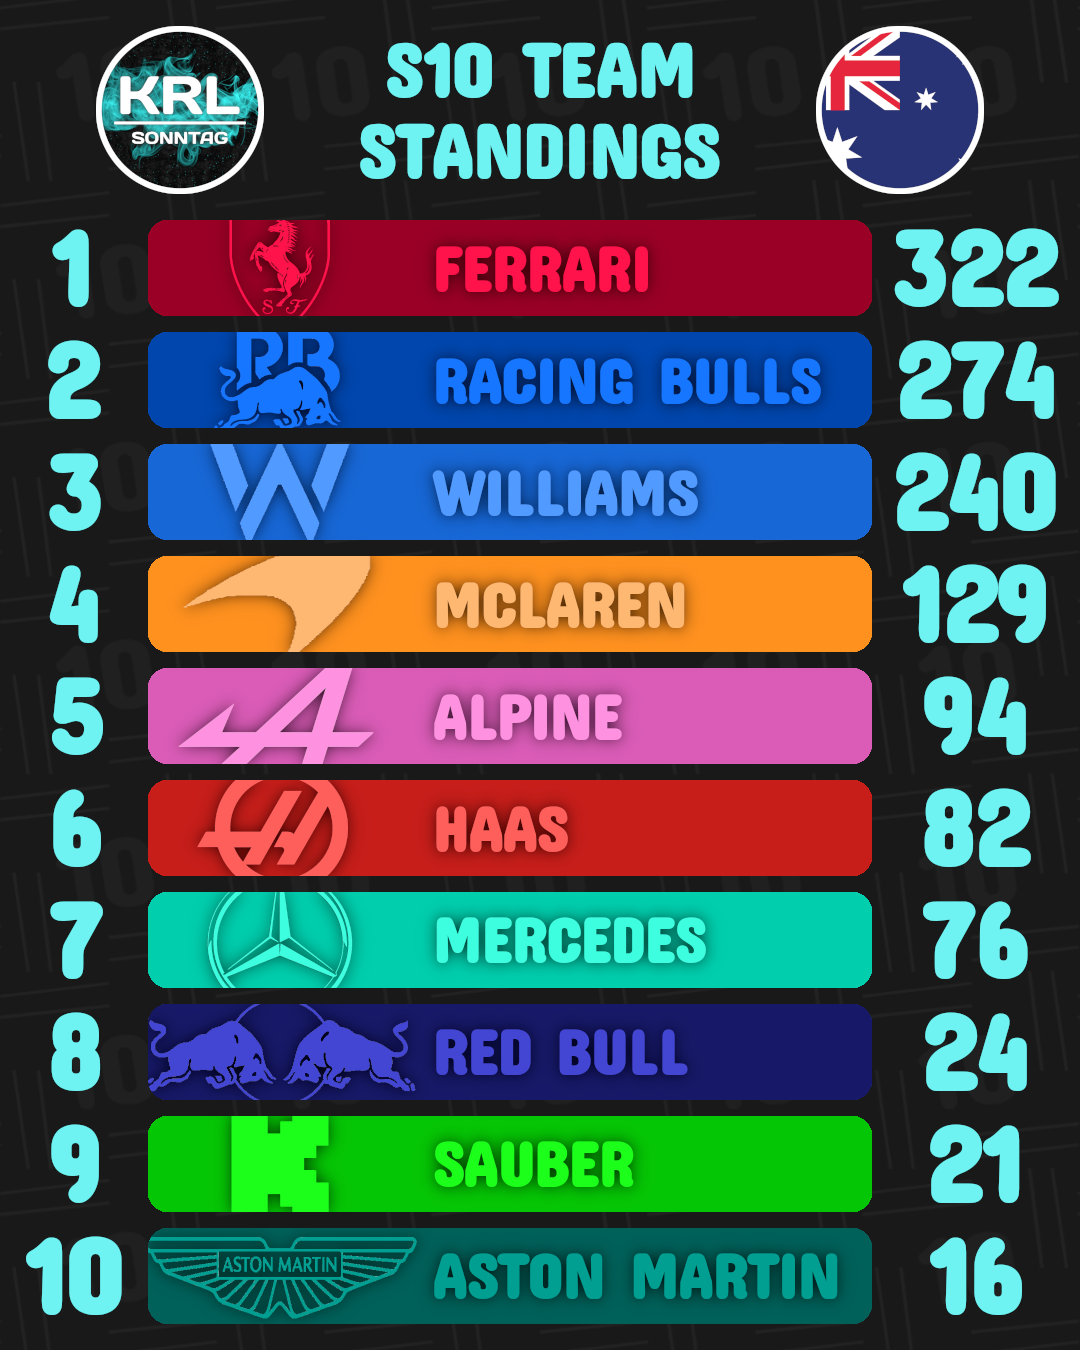 KRL
SONNTAG
S10 TEAM
STANDINGS
1 FERRARI 322
S F
2 RB RACING BULLS 274
3 WILLIAMS 240
4 MCLAREN 129
5 ALPINE 94
6 HAAS 82
7 MERCEDES 76
8 RED BULL 24
9 SAUBER 21
10 ASTON MARTIN ASTON MARTIN 16